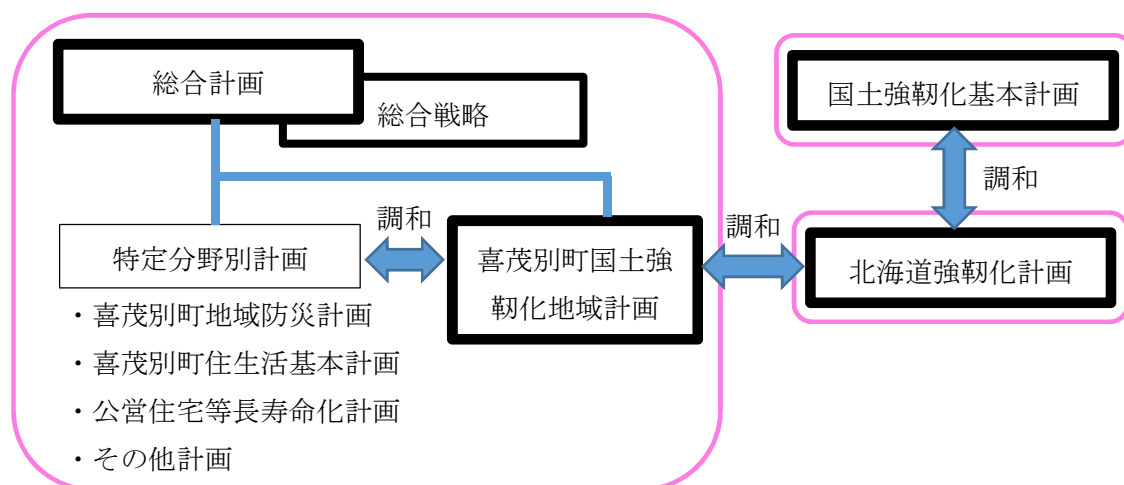 総合計画
総合戦略
特定分野別計画
・喜茂別町地域防災計画
・喜茂別町住生活基本計画
・公営住宅等長寿命化計画
・その他計画
調和
喜茂別町国土強
靭化地域計画
調和
国土強靭化基本計画
調和
北海道強靭化計画